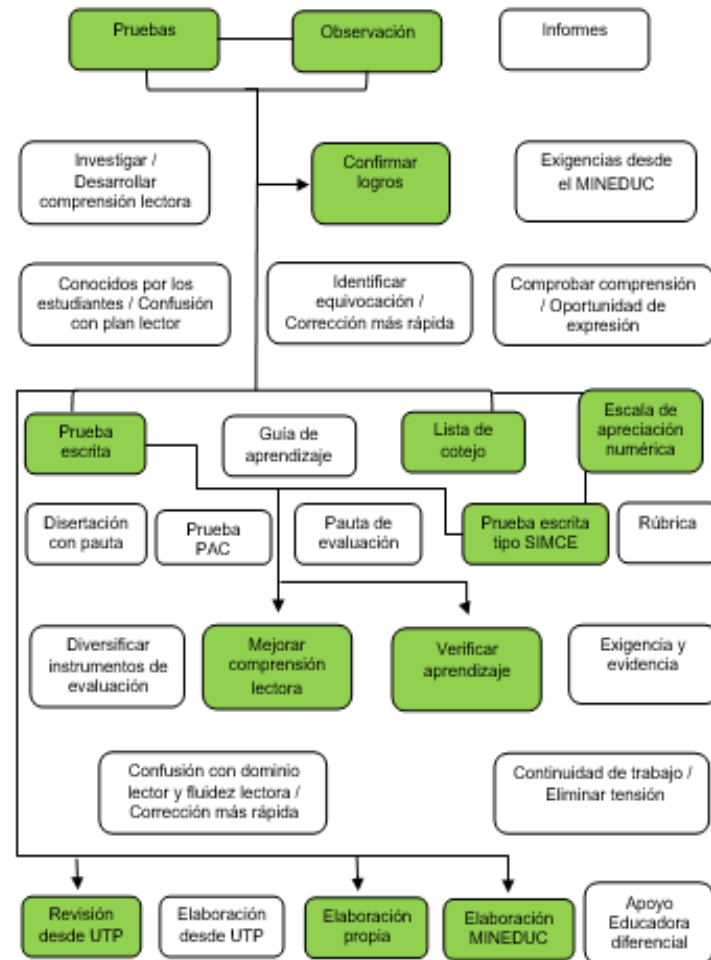 Pruebas
Observación
Informes
Investigar /
Desarrollar
comprensión lectora
Confirmar
logros
Exigencias desde
el MINEDUC
Conocidos por los
estudiantes / Confusión
con plan lector
Identificar
equivocación /
Corrección más rápida
Comprobar comprensión
/ Oportunidad de
expresión
Prueba
escrita
Guía de
aprendizaje
Lista de
cotejo
Escala de
apreciación
numérica
Disertación
con pauta
Prueba
PAC
Pauta de
evaluación
Prueba escrita
tipo SIMCE
Rúbrica
Diversificar
instrumentos de
evaluación
Mejorar
comprensión
lectora
Verificar
aprendizaje
Exigencia y
evidencia
Confusión con dominio
lector y fluidez lectora /
Corrección más rápida
Continuidad de trabajo /
Eliminar tensión
Revisión
desde UTP
Elaboración
desde UTP
Elaboración
propia
Elaboración
MINEDUC
Apoyo
Educadora
diferencial